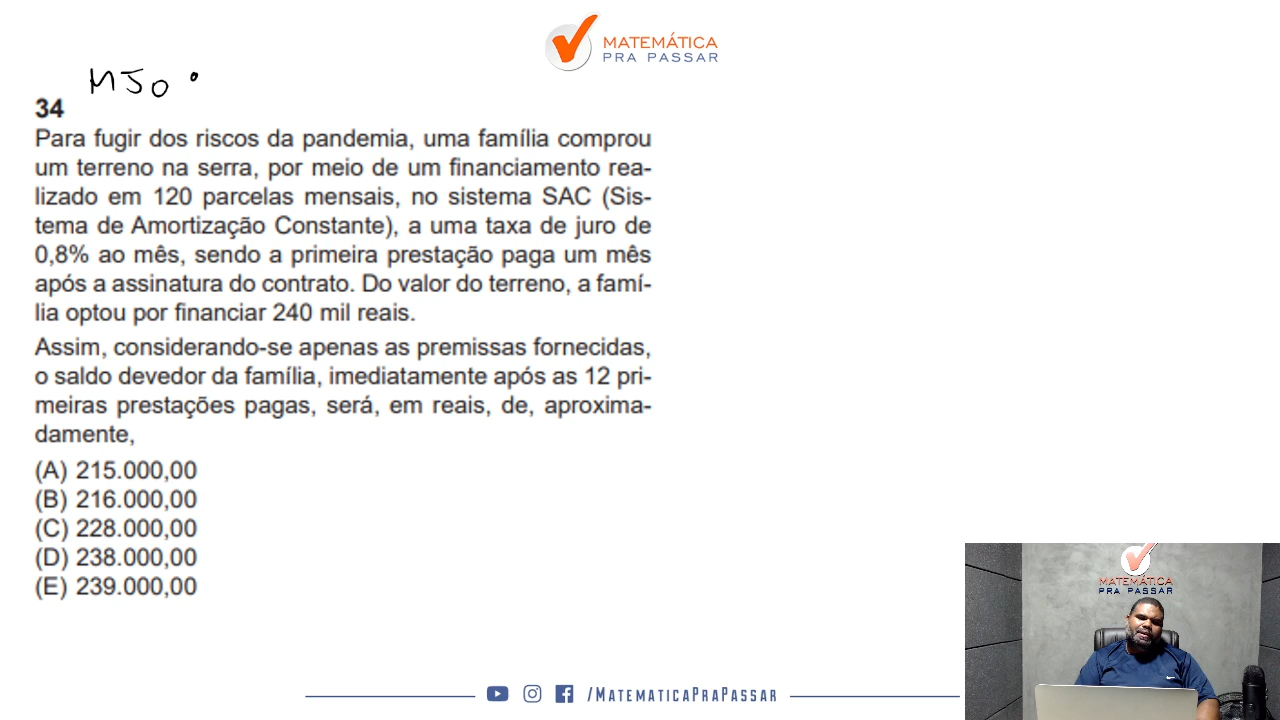 MATEMÁTICA
PRA PASSAR
MJO
34
Para fugir dos riscos da pandemia, uma família comprou
um terreno na serra, por meio de um financiamento rea-
lizado em 120 parcelas mensais, no sistema SAC (Sis-
tema de Amortização Constante), a uma taxa de juro de
0,8% ao mês, sendo a primeira prestação paga um mês
após a assinatura do contrato. Do valor do terreno, a famí-
lia optou por financiar 240 mil reais.
Assim, considerando-se apenas as premissas fornecidas,
o saldo devedor da família, imediatamente após as 12 pri-
meiras prestações pagas, será, em reais, de, aproxima-
damente,
(A) 215.000,00
(B) 216.000,00
(C) 228.000,00
(D) 238.000,00
(E) 239.000,00
MATEMÁTICA
PRA PASSAR
/MATEMATICAPRAPASSAR